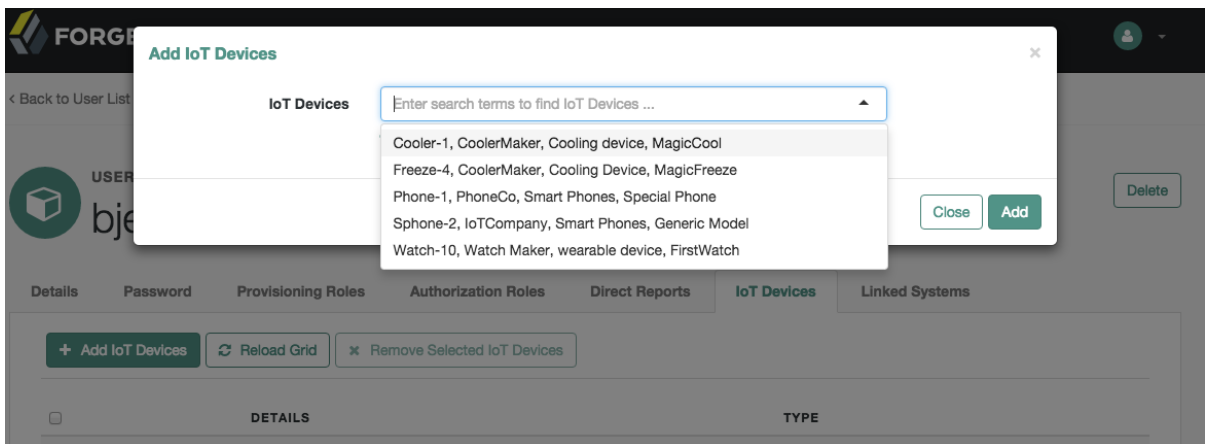 FORGE
Add IoT Devices
×
< Back to User List
IoT Devices
Enter search terms to find IoT Devices ...
Cooler-1, CoolerMaker, Cooling device, MagicCool
Freeze-4, CoolerMaker, Cooling Device, MagicFreeze
Phone-1, PhoneCo, Smart Phones, Special Phone
Sphone-2, IoTCompany, Smart Phones, Generic Model
Watch-10, Watch Maker, wearable device, FirstWatch
USER
bje
Close
Add
Delete
Details Password Provisioning Roles Authorization Roles Direct Reports IoT Devices Linked Systems
+ Add IoT Devices Reload Grid × Remove Selected IoT Devices
DETAILS TYPE